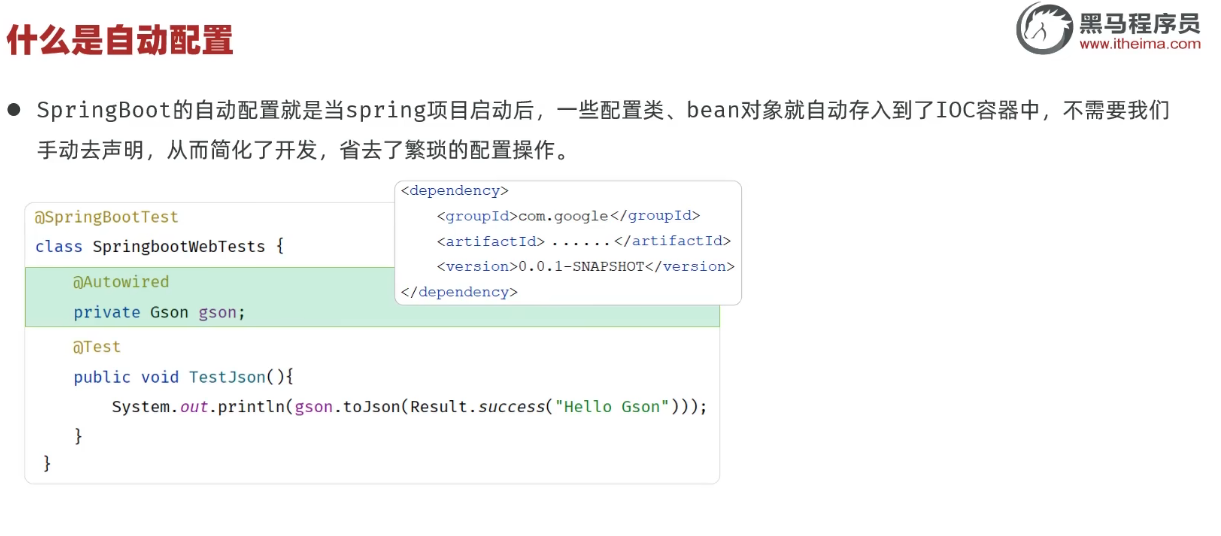 什么是自动配置
黑马程序员
www.itheima.com
● SpringBoot的自动配置就是当spring项目启动后，一些配置类、bean对象就自动存入到了IOC容器中，不需要我们
手动去声明，从而简化了开发，省去了繁琐的配置操作。
<dependency>
<groupId>com.google</groupId>
<artifactId>......</artifactId>
<version>0.0.1-SNAPSHOT</version>
</dependency>
@SpringBootTest
class SpringbootWebTests {
@Autowired
private Gson gson;
@Test
public void TestJson(){
System.out.println(gson.toJson(Result.success("Hello Gson")));
}
}